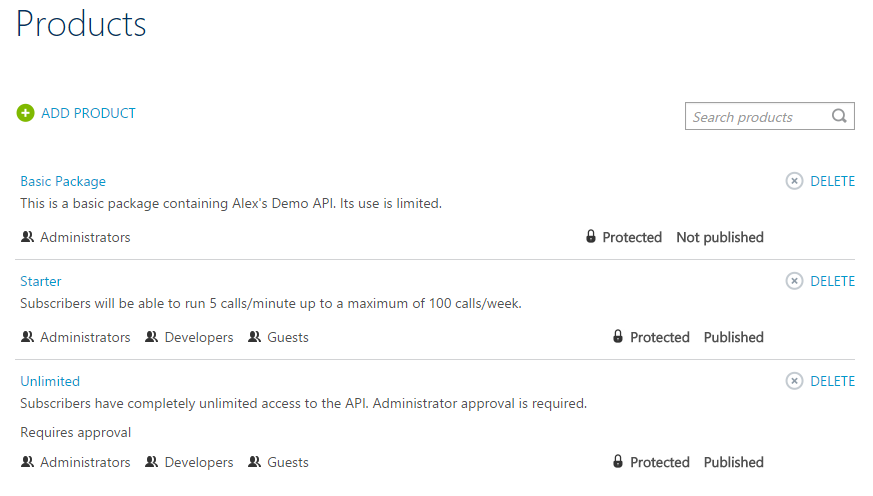 Products
ADD PRODUCT
Search products
Basic Package DELETE
This is a basic package containing Alex's Demo API. Its use is limited.
Administrators Protected Not published
Starter DELETE
Subscribers will be able to run 5 calls/minute up to a maximum of 100 calls/week.
Administrators Developers Guests Protected Published
Unlimited DELETE
Subscribers have completely unlimited access to the API. Administrator approval is required.
Requires approval
Administrators Developers Guests Protected Published